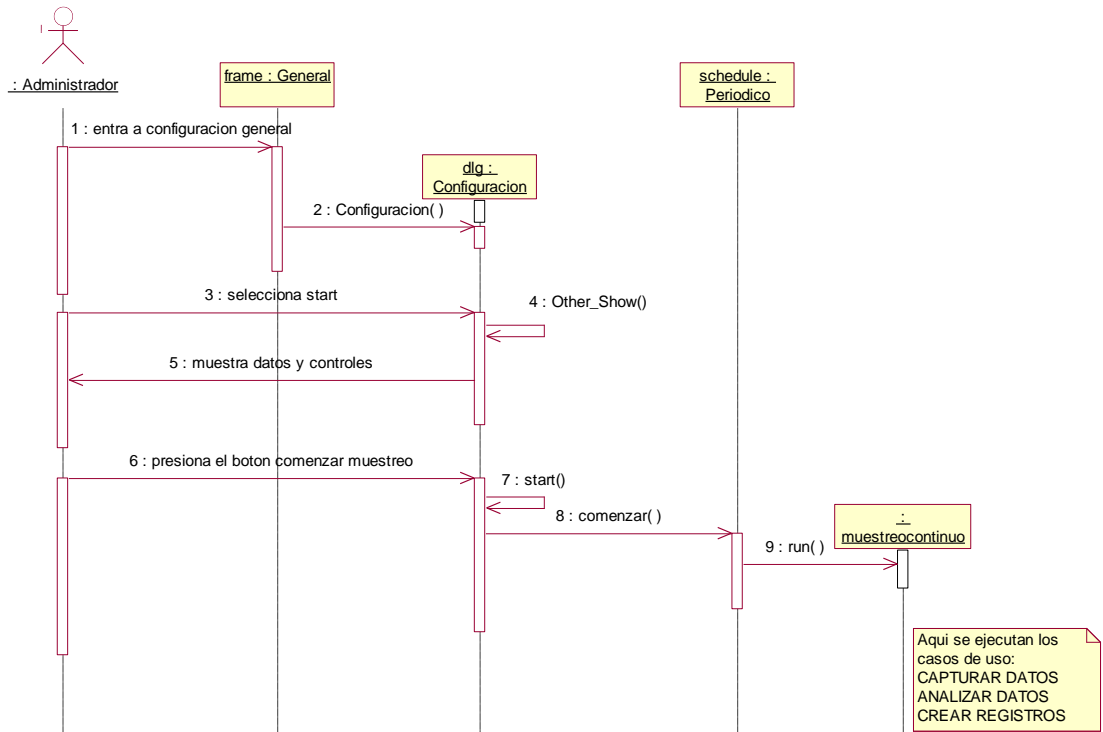 : Administrador
frame : General
schedule :
Periodico
1 : entra a configuracion general
dlg :
Configuracion
2 : Configuracion( )
3 : selecciona start
4 : Other_Show()
5 : muestra datos y controles
6 : presiona el boton comenzar muestreo
7 : start()
8 : comenzar( )
:
muestreocontinuo
9 : run( )
Aqui se ejecutan los
casos de uso:
CAPTURAR DATOS
ANALIZAR DATOS
CREAR REGISTROS